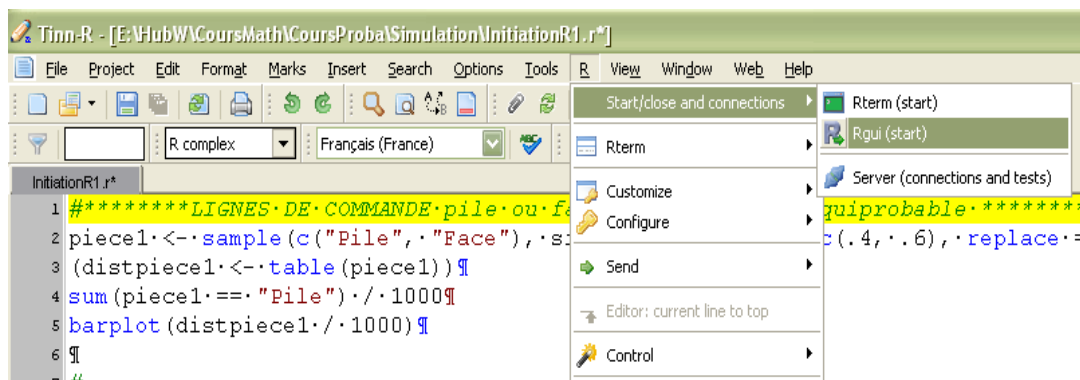 Tinn-R - [E:\HubW\CoursMath\CoursProba\Simulation\InitiationR1.r*]
File Project Edit Format Marks Insert Search Options Tools R View Window Web Help
Start/close and connections
Rterm (start)
Rgui (start)
Server (connections and tests)
R complex
Français (France)
ABC
Rterm
Customize
Configure
Send
Editor: current line to top
Control
InitiationR1.r*
1 #********LIGNES·DE·COMMANDE·pile·ou·fa quiprobable·********
2 piece1·<-·sample(c("Pile",·"Face"),·si c(.4,·.6),·replace·=
3 (distpiece1·<-·table(piece1))¶
4 sum(piece1·==·"Pile")·/·1000¶
5 barplot(distpiece1·/·1000)¶
6 ¶